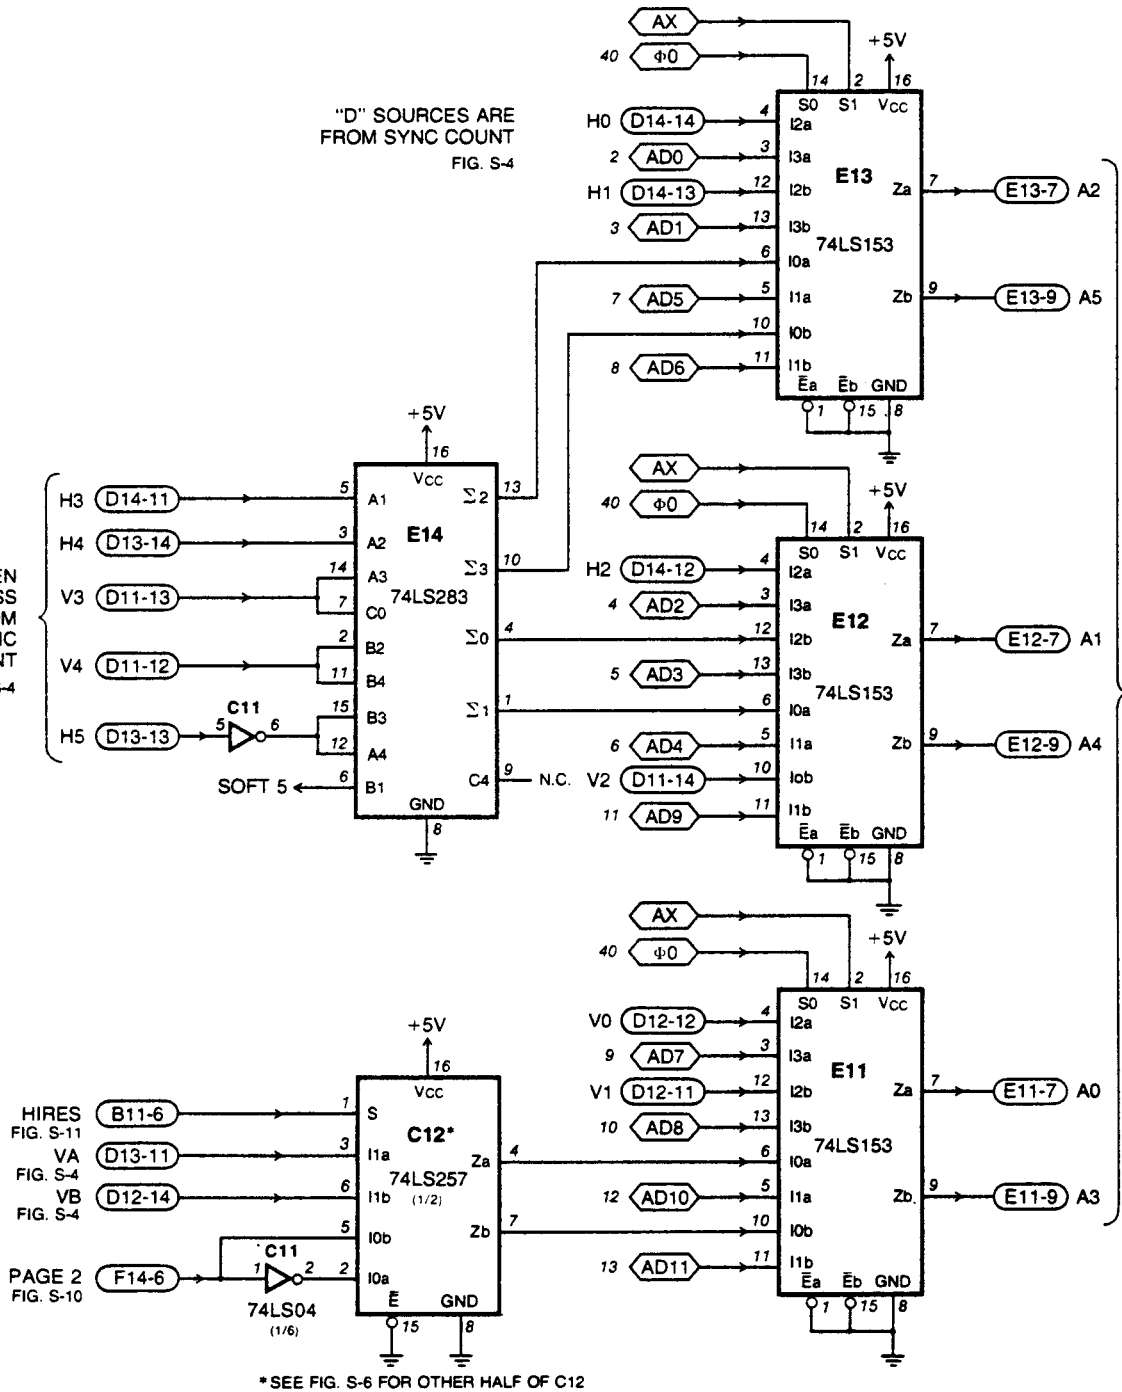 "D" SOURCES ARE
FROM SYNC COUNT
FIG. S-4
AX
40 Φ0
+5V
14 2 16
S0 S1 VCC
H0 D14-14 4 I2a
2 AD0 3 I3a
H1 D14-13 12 I2b
3 AD1 13 I3b
6 I0a
7 AD5 5 I1a
10 I0b
8 AD6 11 I1b
E13
74LS153
Za 7 E13-7 A2
Zb 9 E13-9 A5
Ēa Ēb GND
1 15 8
+5V
16
VCC
H3 D14-11 5 A1
H4 D13-14 3 A2
V3 D11-13 14 A3
7 C0
V4 D11-12 2 B2
11 B4
C11
H5 D13-13 5 6 15 B3
12 A4
SOFT 5 6 B1
E14
74LS283
Σ2 13
Σ3 10
Σ0 4
Σ1 1
C4 9 N.C.
GND
8
EN
SS
OM
NC
NT
S-4
AX
40 Φ0
+5V
14 2 16
S0 S1 VCC
H2 D14-12 4 I2a
4 AD2 3 I3a
12 I2b
5 AD3 13 I3b
6 I0a
6 AD4 5 I1a
V2 D11-14 10 Iob
11 AD9 11 I1b
E12
74LS153
Za 7 E12-7 A1
Zb 9 E12-9 A4
Ēa Ēb GND
1 15 8
AX
40 Φ0
+5V
14 2 16
S0 S1 VCC
V0 D12-12 4 I2a
9 AD7 3 I3a
V1 D12-11 12 I2b
10 AD8 13 I3b
6 I0a
12 AD10 5 I1a
10 I0b
13 AD11 11 I1b
E11
74LS153
Za 7 E11-7 A0
Zb. 9 E11-9 A3
Ēa Ēb GND
1 15 8
+5V
16
VCC
HIRES B11-6 1 S
FIG. S-11
VA D13-11 3 I1a
FIG. S-4
VB D12-14 6 I1b
FIG. S-4
5 I0b
C11
PAGE 2 F14-6 1 2 2 I0a
FIG. S-10
74LS04
(1/6)
C12*
74LS257
(1/2)
Za 4
Zb 7
Ē GND
15 8
*SEE FIG. S-6 FOR OTHER HALF OF C12